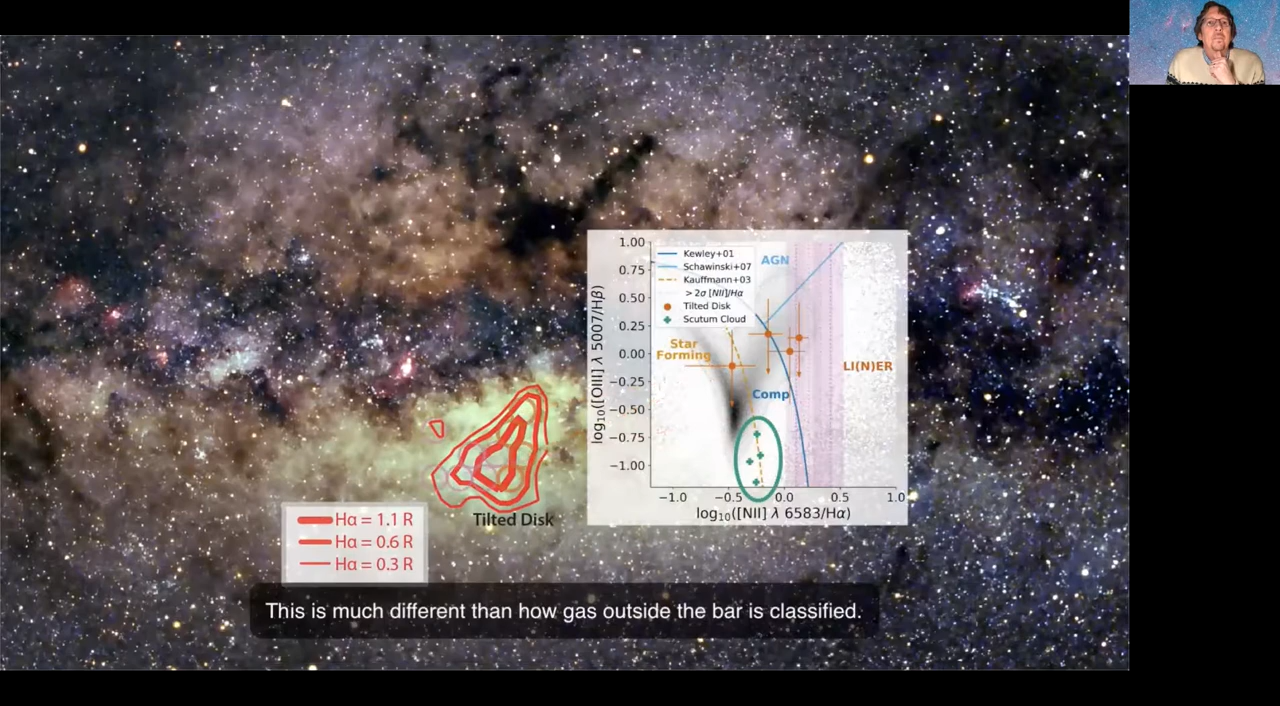 1.00
0.75
0.50
0.25
0.00
−0.25
−0.50
−0.75
−1.00
log10([OIII] λ 5007/Hβ)
Kewley+01
Schawinski+07
Kauffmann+03
> 2σ [NII]/Hα
Tilted Disk
Scutum Cloud
AGN
Star
Forming
LI(N)ER
Comp
−1.0 −0.5 0.0 0.5 1.0
log10([NII] λ 6583/Hα)
Tilted Disk
Hα = 1.1 R
Hα = 0.6 R
Hα = 0.3 R
This is much different than how gas outside the bar is classified.